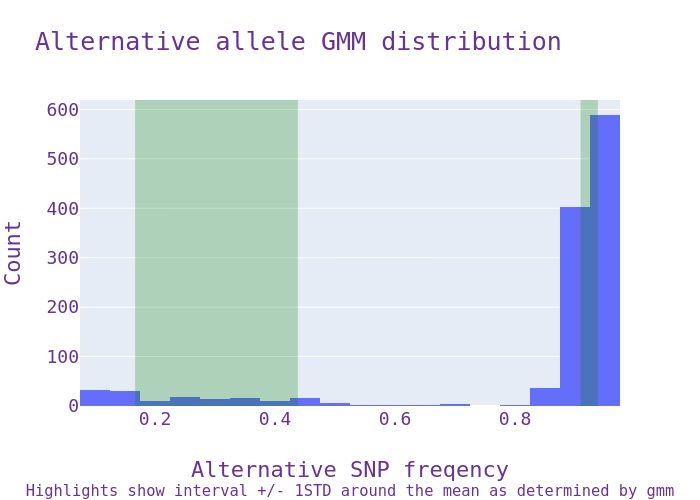 Alternative allele GMM distribution
600
500
400
300
200
100
0
Count
0.2 0.4 0.6 0.8
Alternative SNP freqency
Highlights show interval +/- 1STD around the mean as determined by gmm